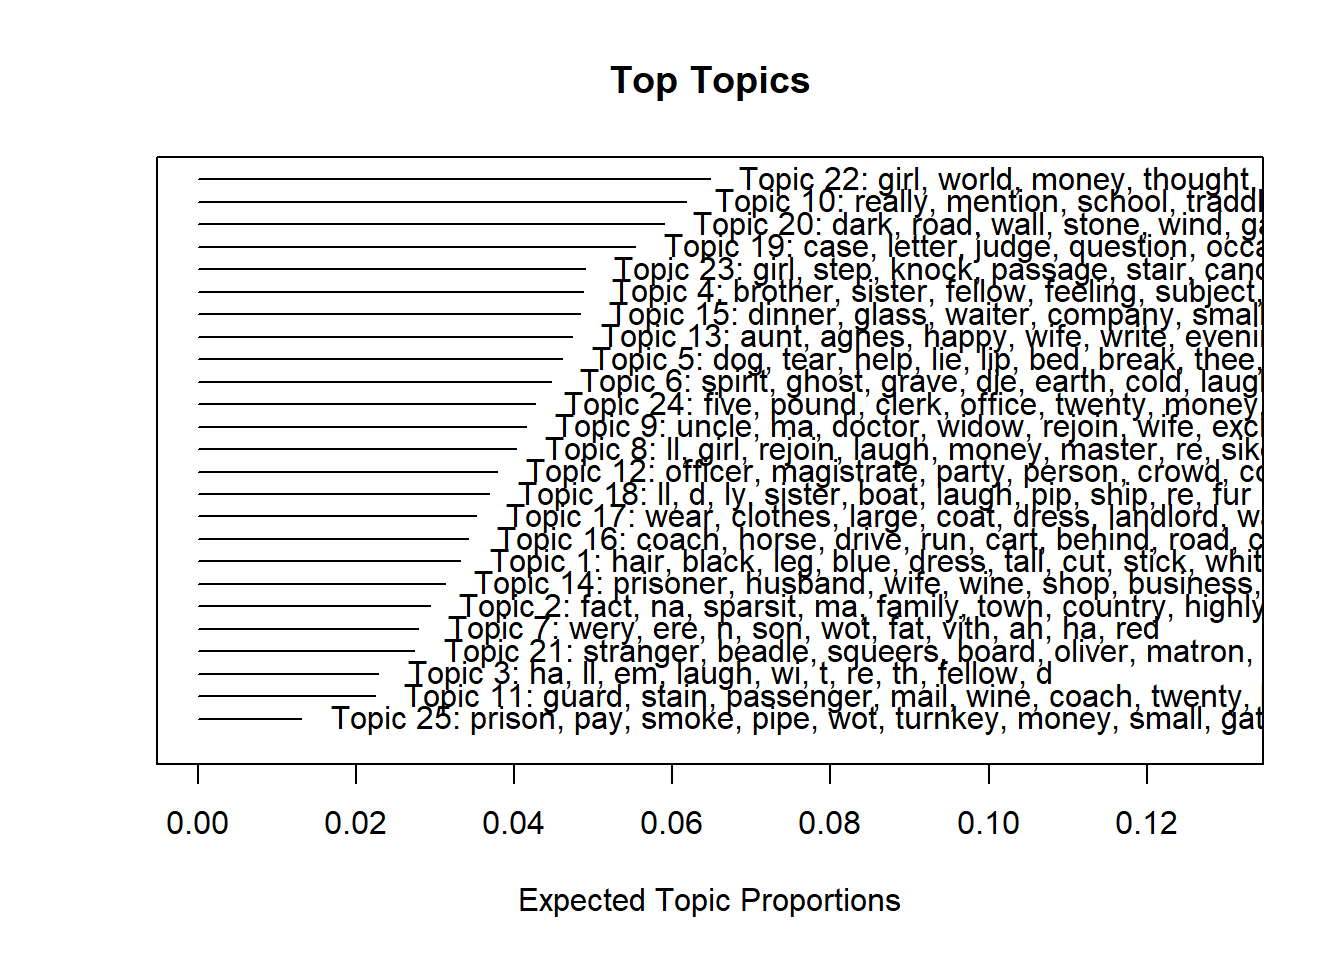 Top Topics
Topic 22: girl, world, money, thought
Topic 10: really, mention, school, traddl
Topic 20: dark, road, wall, stone, wind, ga
Topic 19: case, letter, judge, question, occa
Topic 23: girl, step, knock, passage, stair, canc
Topic 4: brother, sister, fellow, feeling, subject,
Topic 15: dinner, glass, waiter, company, small
Topic 13: aunt, agnes, happy, wife, write, evenin
Topic 5: dog, tear, help, lie, lip, bed, break, thee,
Topic 6: spirit, ghost, grave, die, earth, cold, laugh
Topic 24: five, pound, clerk, office, twenty, money,
Topic 9: uncle, ma, doctor, widow, rejoin, wife, excl
Topic 8: ll, girl, rejoin, laugh, money, master, re, sike
Topic 12: officer, magistrate, party, person, crowd, co
Topic 18: ll, d, ly, sister, boat, laugh, pip, ship, re, fur
Topic 17: wear, clothes, large, coat, dress, landlord, wa
Topic 16: coach, horse, drive, run, cart, behind, road, c
Topic 1: hair, black, leg, blue, dress, tall, cut, stick, whit
Topic 14: prisoner, husband, wife, wine, shop, business,
Topic 2: fact, na, sparsit, ma, family, town, country, highly
Topic 7: wery, ere, n, son, wot, fat, vith, ah, ha, red
Topic 21: stranger, beadle, squeers, board, oliver, matron,
Topic 3: ha, ll, em, laugh, wi, t, re, th, fellow, d
Topic 11: guard, stain, passenger, mail, wine, coach, twenty,
Topic 25: prison, pay, smoke, pipe, wot, turnkey, money, small, gat
0.00 0.02 0.04 0.06 0.08 0.10 0.12
Expected Topic Proportions